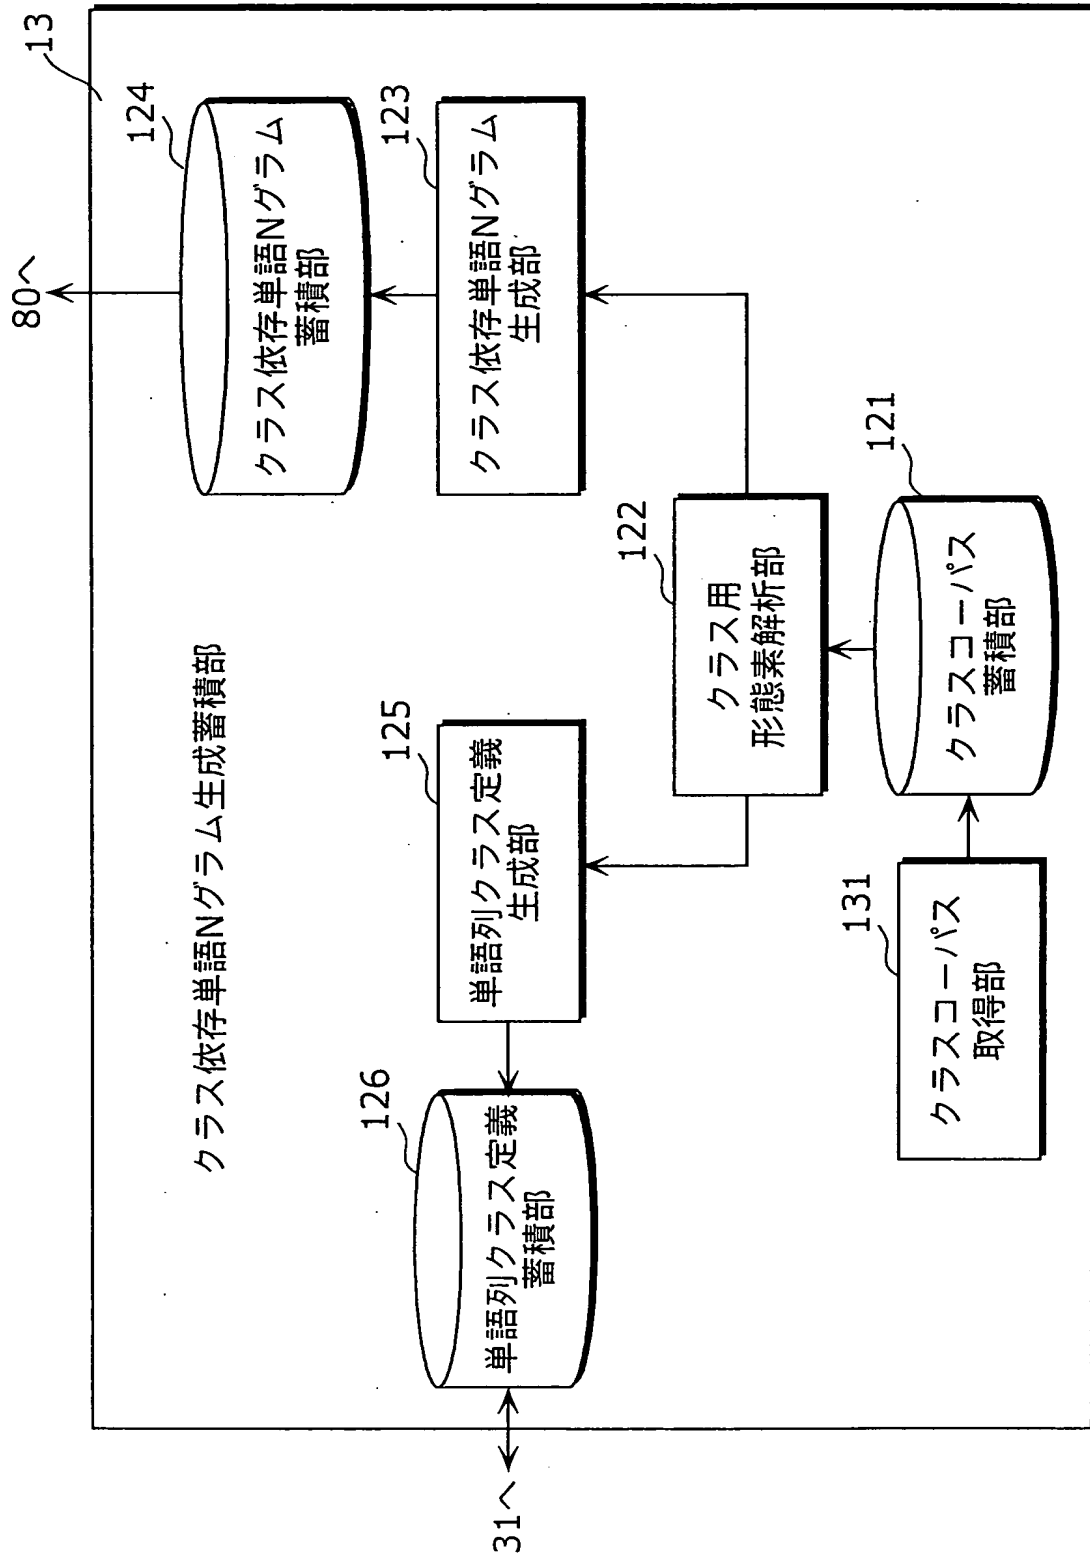 13
クラス依存単語Nグラム生成蓄積部
80へ
31へ
126
単語列クラス定義
蓄積部
125
単語列クラス定義
生成部
124
クラス依存単語Nグラム
蓄積部
123
クラス依存単語Nグラム
生成部
122
クラス用
形態素解析部
131
クラスコーパス
取得部
121
クラスコーパス
蓄積部